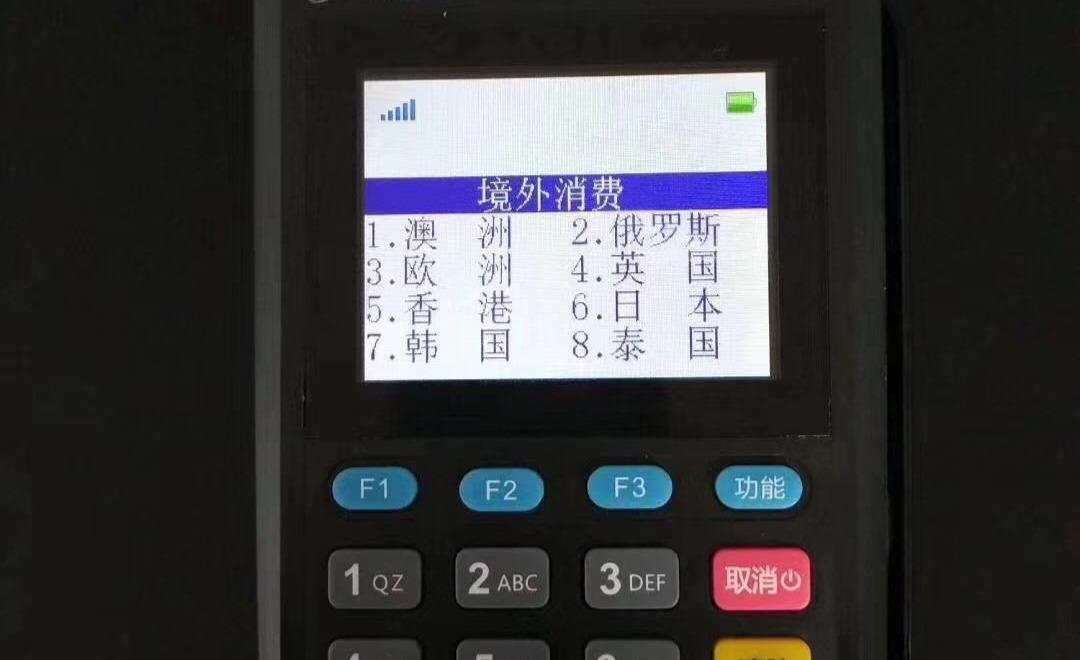 境外消费
1.澳 洲 2.俄罗斯
3.欧 洲 4.英 国
5.香 港 6.日 本
7.韩 国 8.泰 国
F1 F2 F3 功能
1 QZ 2 ABC 3 DEF 取消